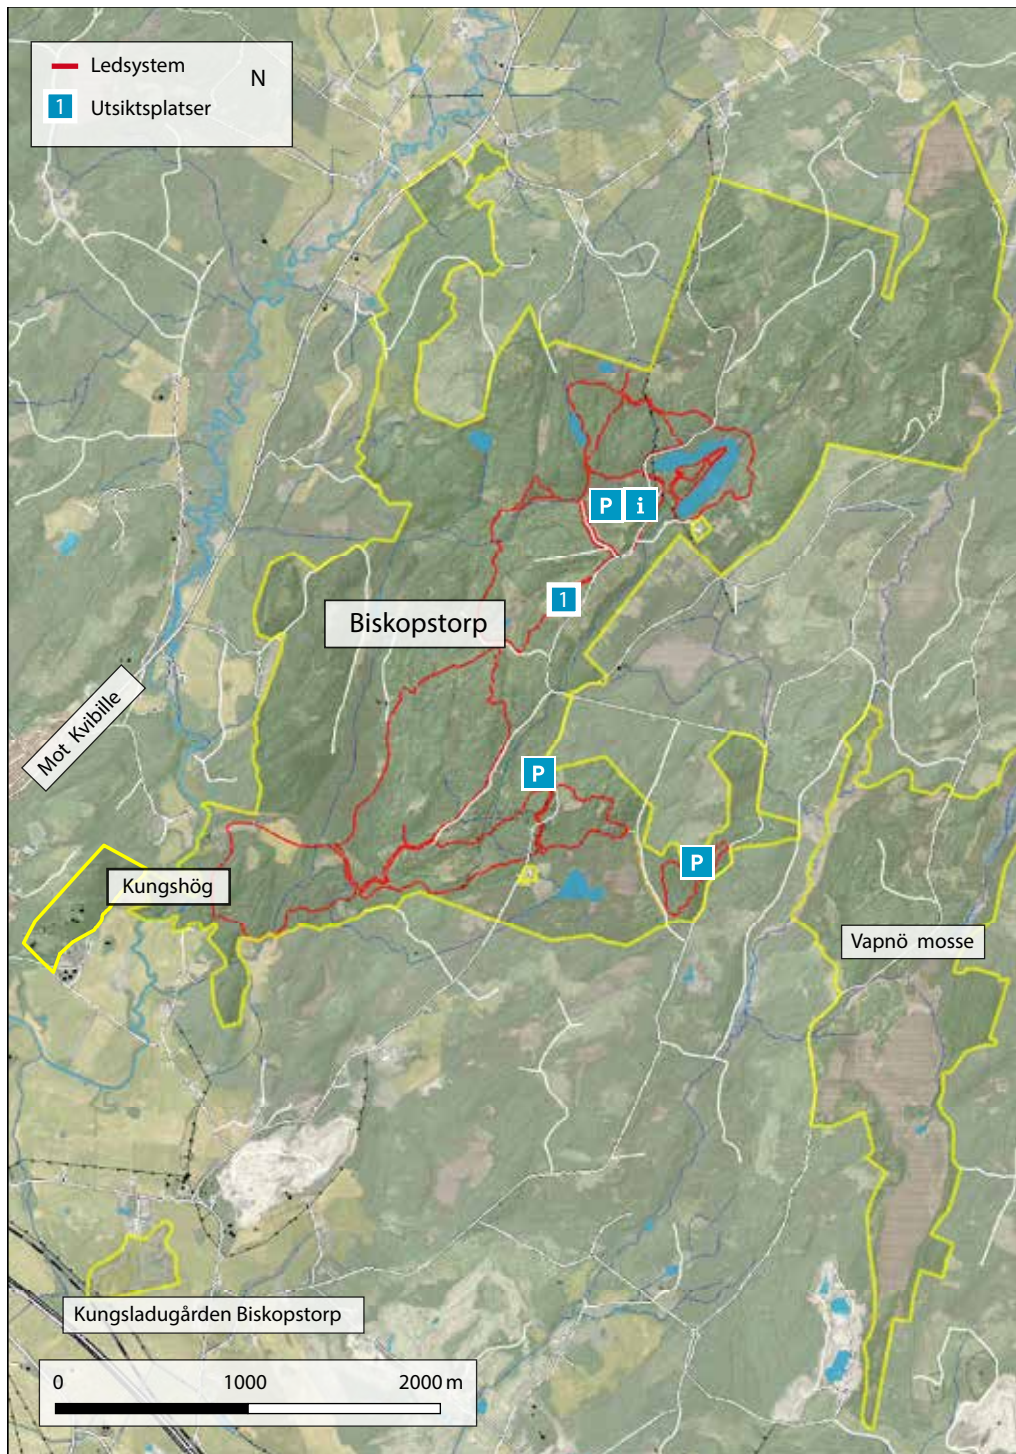 Ledsystem
N
1
Utsiktsplatser
P i
1
Biskopstorp
Mot Kvibille
P
P
Kungshög
Vapnö mosse
Kungsladugården Biskopstorp
0 1000 2000 m